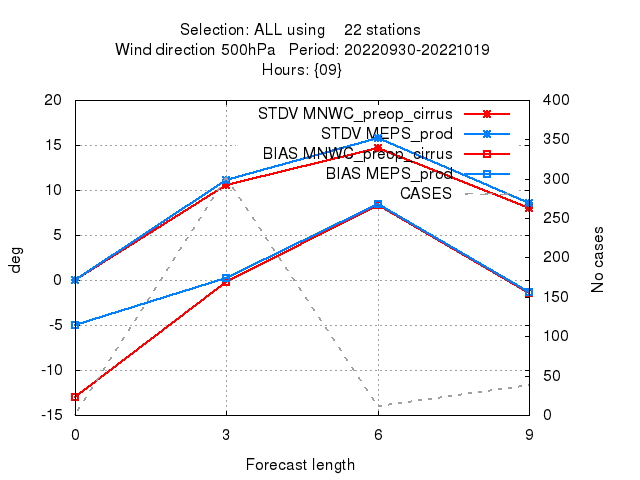 Selection: ALL using 22 stations
Wind direction 500hPa Period: 20220930-20221019
Hours: {09}
20
15
10
5
0
-5
-10
-15
400
350
300
250
200
150
100
50
0
STDV MNWC_preop_cirrus
STDV MEPS_prod
BIAS MNWC_preop_cirrus
BIAS MEPS_prod
CASES
deg
No cases
0 3 6 9
Forecast length